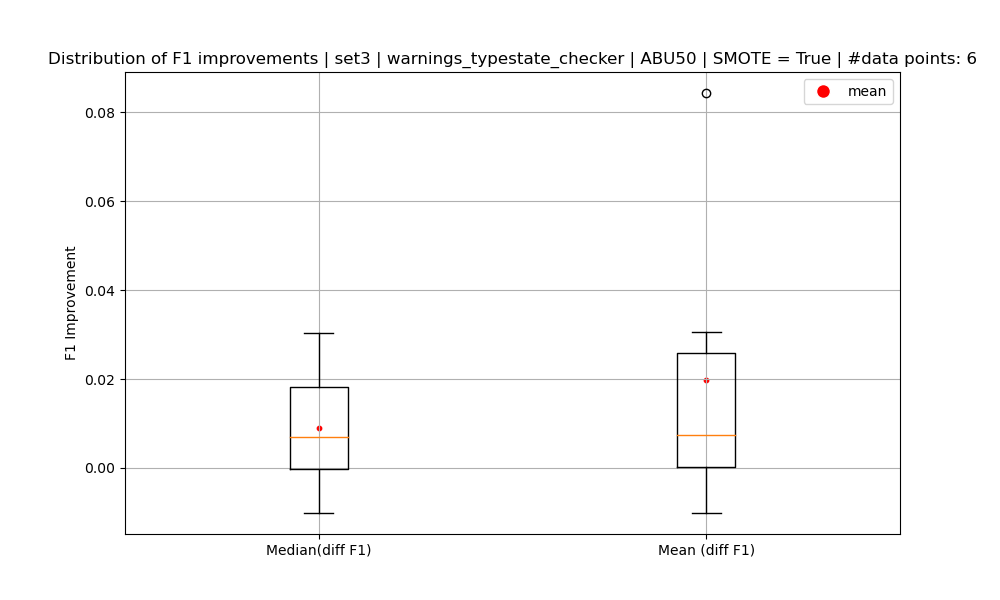 Distribution of F1 improvements | set3 | warnings_typestate_checker | ABU50 | SMOTE = True | #data points: 6
mean
0.08
0.06
0.04
0.02
0.00
F1 Improvement
Median(diff F1)
Mean (diff F1)